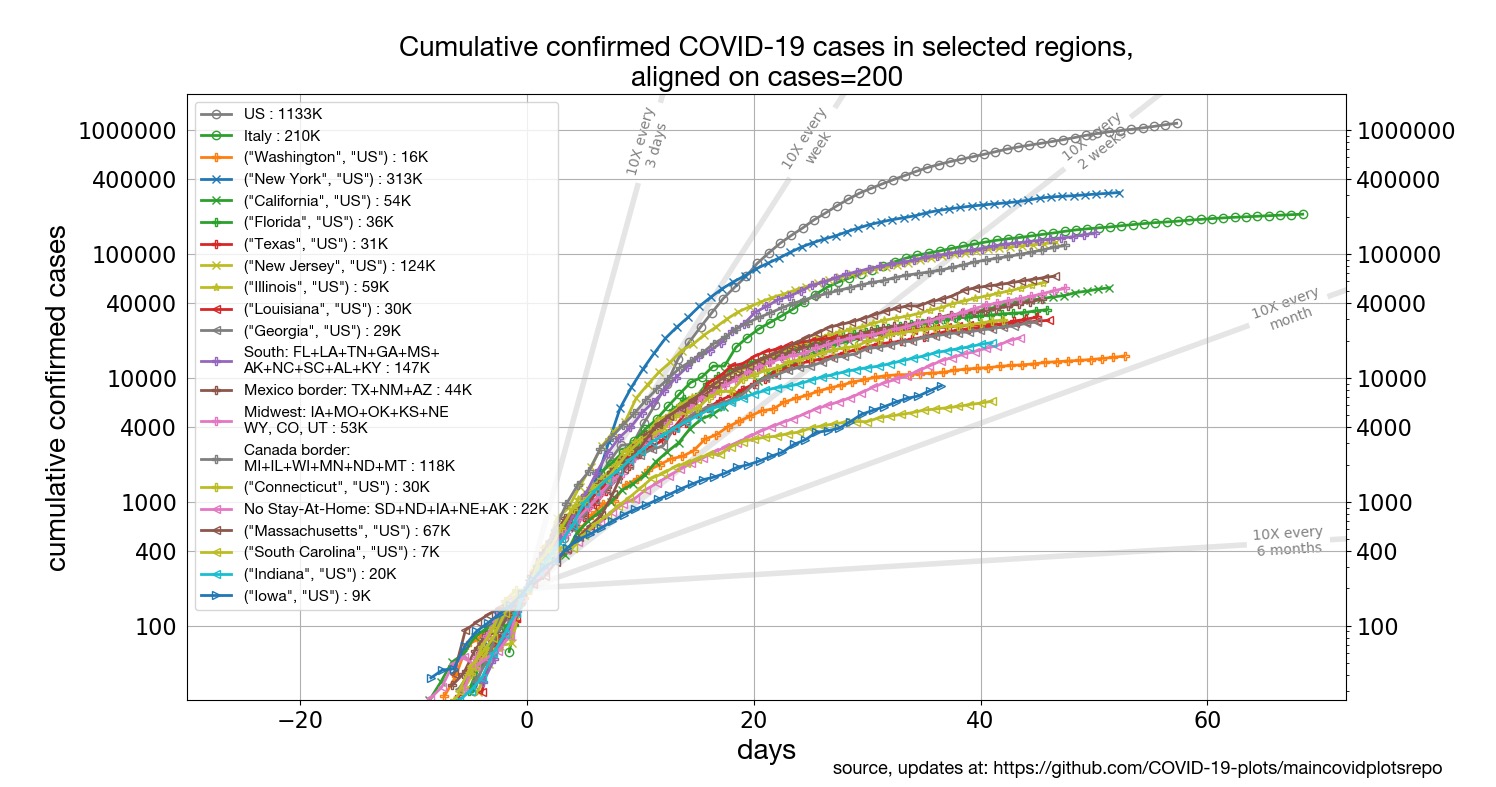 Cumulative confirmed COVID-19 cases in selected regions,
aligned on cases=200
cumulative confirmed cases
1000000
400000
100000
40000
10000
4000
1000
400
100
US : 1133K
Italy : 210K
("Washington", "US") : 16K
("New York", "US") : 313K
("California", "US") : 54K
("Florida", "US") : 36K
("Texas", "US") : 31K
("New Jersey", "US") : 124K
("Illinois", "US") : 59K
("Louisiana", "US") : 30K
("Georgia", "US") : 29K
South: FL+LA+TN+GA+MS+
AK+NC+SC+AL+KY : 147K
Mexico border: TX+NM+AZ : 44K
Midwest: IA+MO+OK+KS+NE
WY, CO, UT : 53K
Canada border:
MI+IL+WI+MN+ND+MT : 118K
("Connecticut", "US") : 30K
No Stay-At-Home: SD+ND+IA+NE+AK : 22K
("Massachusetts", "US") : 67K
("South Carolina", "US") : 7K
("Indiana", "US") : 20K
("Iowa", "US") : 9K
10X every
3 days
10X every
week
10X every
2 weeks
10X every
month
10X every
6 months
1000000
400000
100000
40000
10000
4000
1000
400
100
−20
0
20
40
60
days
source, updates at: https://github.com/COVID-19-plots/maincovidplotsrepo